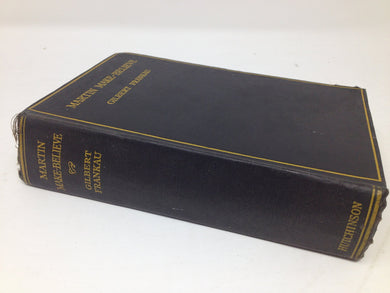 MARTIN MAKE-BELIEVE
GILBERT FRANKAU
MARTIN
MAKE-BELIEVE
GILBERT
FRANKAU
HUTCHINSON